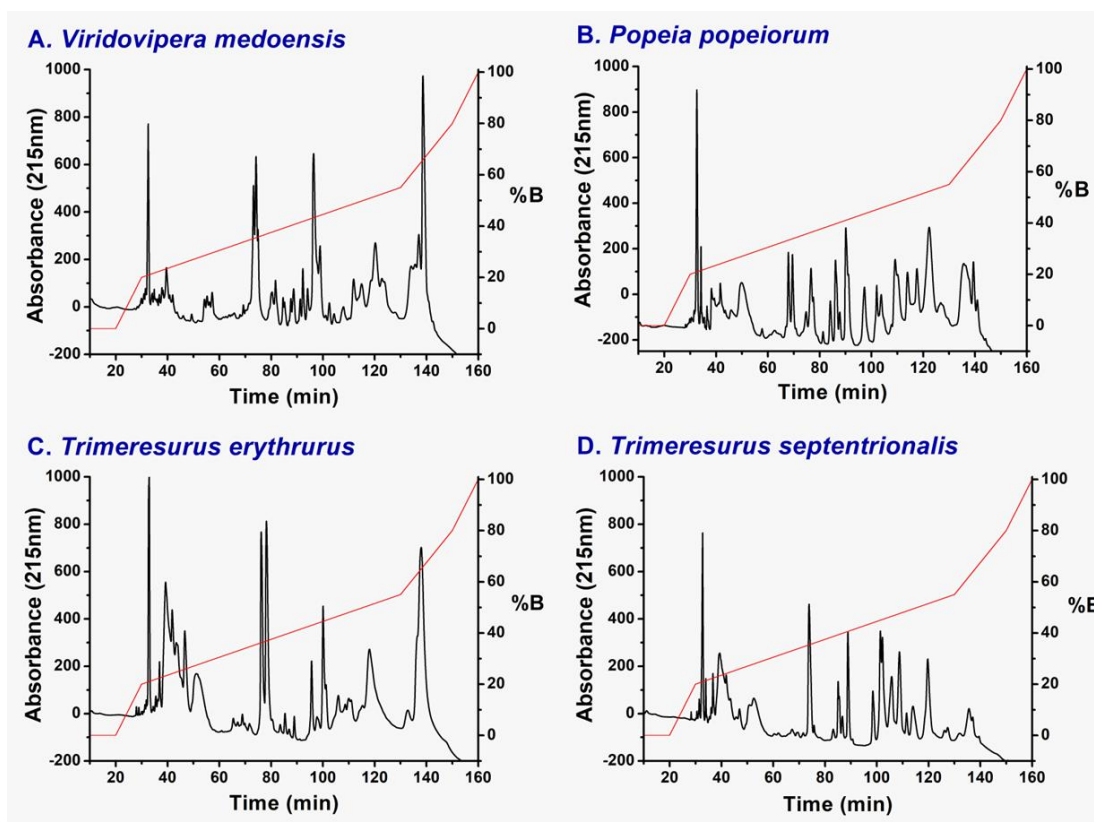 A. Viridovipera medoensis
1000
800
600
400
200
0
-200
Absorbance (215nm)
100
80
60
40
20
0
%B
20 40 60 80 100 120 140 160
Time (min)
B. Popeia popeiorum
1000
800
600
400
200
0
-200
Absorbance (215nm)
100
80
60
40
20
0
%B
20 40 60 80 100 120 140 160
Time (min)
C. Trimeresurus erythrurus
1000
800
600
400
200
0
-200
Absorbance (215nm)
100
80
60
40
20
0
%B
20 40 60 80 100 120 140 160
Time (min)
D. Trimeresurus septentrionalis
1000
800
600
400
200
0
-200
Absorbance (215nm)
100
80
60
40
20
0
%B
20 40 60 80 100 120 140 160
Time (min)